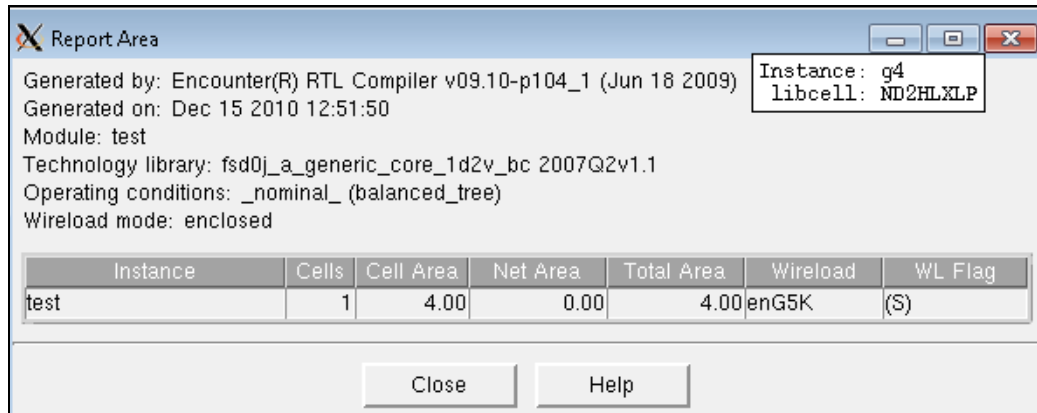 Report Area
Generated by: Encounter(R) RTL Compiler v09.10-p104_1 (Jun 18 2009)
Instance: g4
libcell: ND2HLXLP
Generated on: Dec 15 2010 12:51:50
Module: test
Technology library: fsd0j_a_generic_core_1d2v_bc 2007Q2v1.1
Operating conditions: _nominal_ (balanced_tree)
Wireload mode: enclosed
Instance Cells Cell Area Net Area Total Area Wireload WL Flag
test 1 4.00 0.00 4.00 enG5K (S)
Close Help